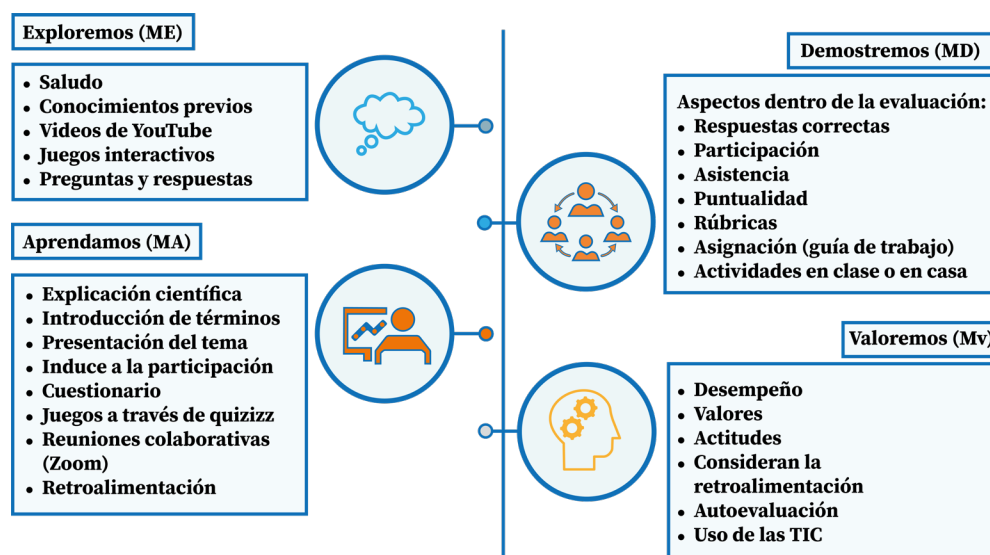 Exploremos (ME)
• Saludo
• Conocimientos previos
• Videos de YouTube
• Juegos interactivos
• Preguntas y respuestas
Demostremos (MD)
Aspectos dentro de la evaluación:
• Respuestas correctas
• Participación
• Asistencia
• Puntualidad
• Rúbricas
• Asignación (guía de trabajo)
• Actividades en clase o en casa
Aprendamos (MA)
• Explicación científica
• Introducción de términos
• Presentación del tema
• Induce a la participación
• Cuestionario
• Juegos a través de quizizz
• Reuniones colaborativas
(Zoom)
• Retroalimentación
Valoremos (Mv)
• Desempeño
• Valores
• Actitudes
• Consideran la
retroalimentación
• Autoevaluación
• Uso de las TIC